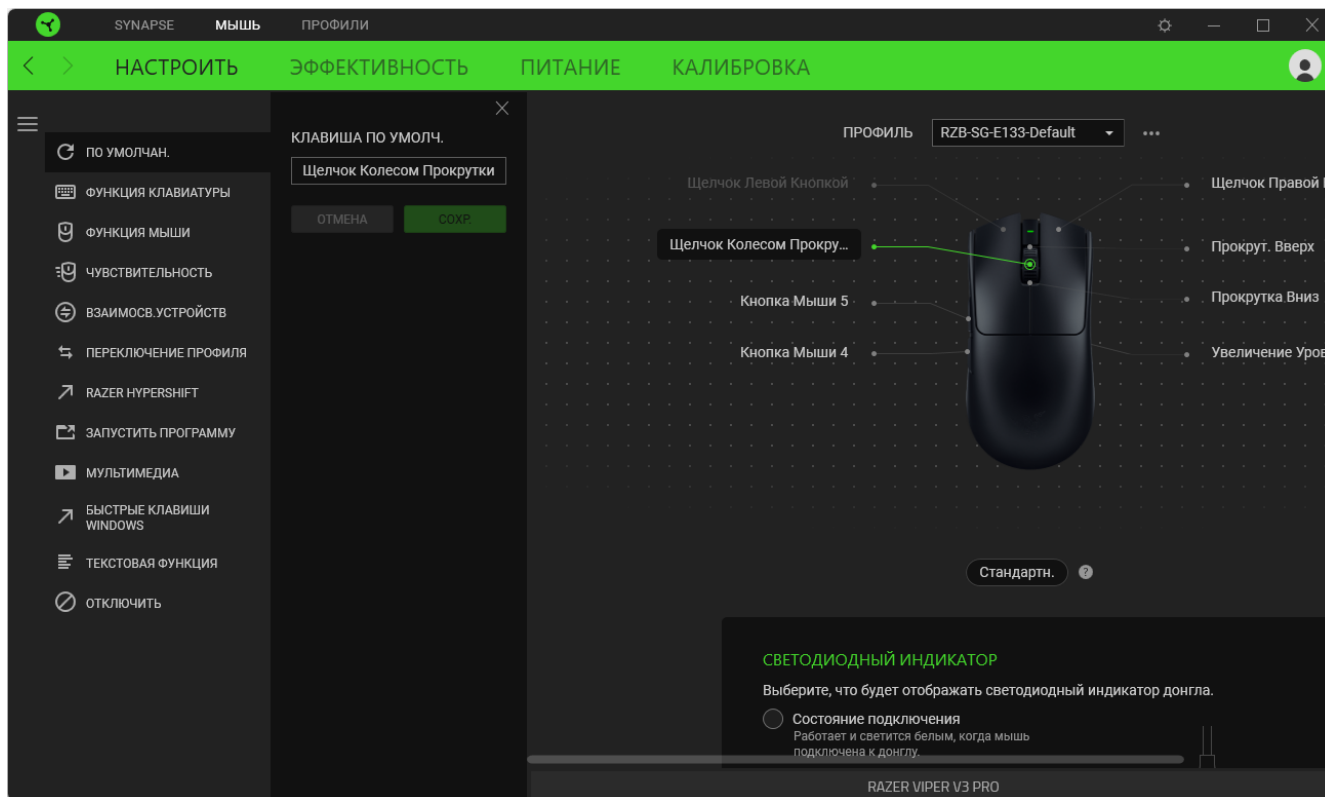 SYNAPSE МЫШЬ ПРОФИЛИ
НАСТРОИТЬ ЭФФЕКТИВНОСТЬ ПИТАНИЕ КАЛИБРОВКА
ПО УМОЛЧАН.
ФУНКЦИЯ КЛАВИАТУРЫ
ФУНКЦИЯ МЫШИ
ЧУВСТВИТЕЛЬНОСТЬ
ВЗАИМОСВ.УСТРОЙСТВ
ПЕРЕКЛЮЧЕНИЕ ПРОФИЛЯ
RAZER HYPERSHIFT
ЗАПУСТИТЬ ПРОГРАММУ
МУЛЬТИМЕДИА
БЫСТРЫЕ КЛАВИШИ
WINDOWS
ТЕКСТОВАЯ ФУНКЦИЯ
ОТКЛЮЧИТЬ
КЛАВИША ПО УМОЛЧ.
Щелчок Колесом Прокрутки
ОТМЕНА СОХР.
ПРОФИЛЬ RZB-SG-E133-Default
Щелчок Левой Кнопкой
Щелчок Правой
Щелчок Колесом Прокру...
Прокрут. Вверх
Кнопка Мыши 5
Прокрутка Вниз
Кнопка Мыши 4
Увеличение Уров
Стандартн. ?
СВЕТОДИОДНЫЙ ИНДИКАТОР
Выберите, что будет отображать светодиодный индикатор донгла.
Состояние подключения
Работает и светится белым, когда мышь
подключена к донглу.
RAZER VIPER V3 PRO